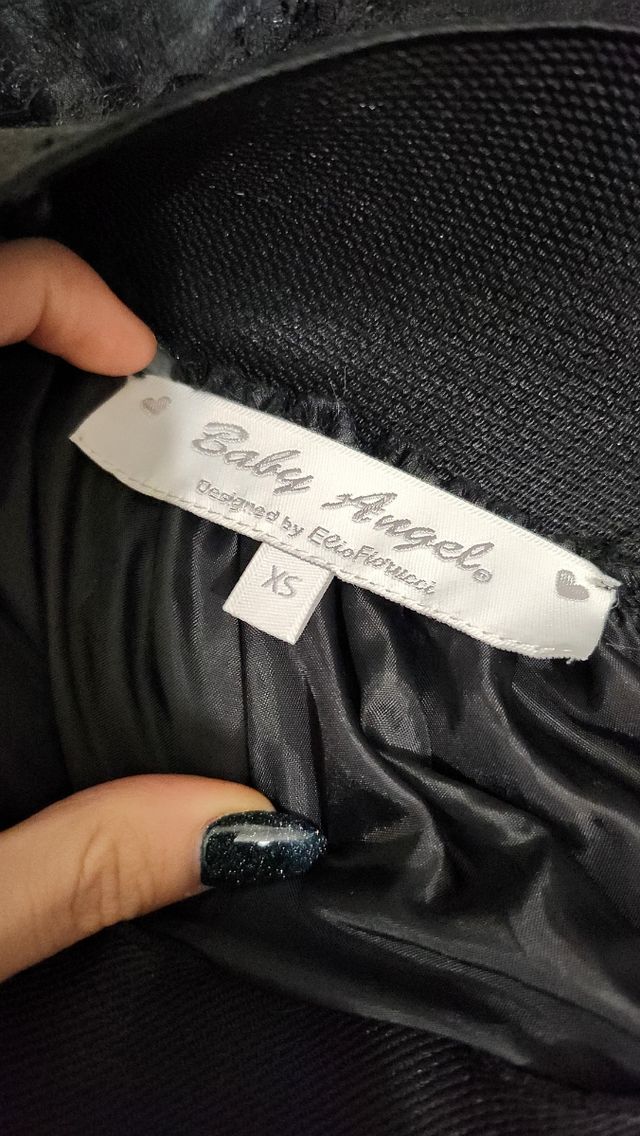 Baby Angel®
Designed by ElioFiorucci
XS